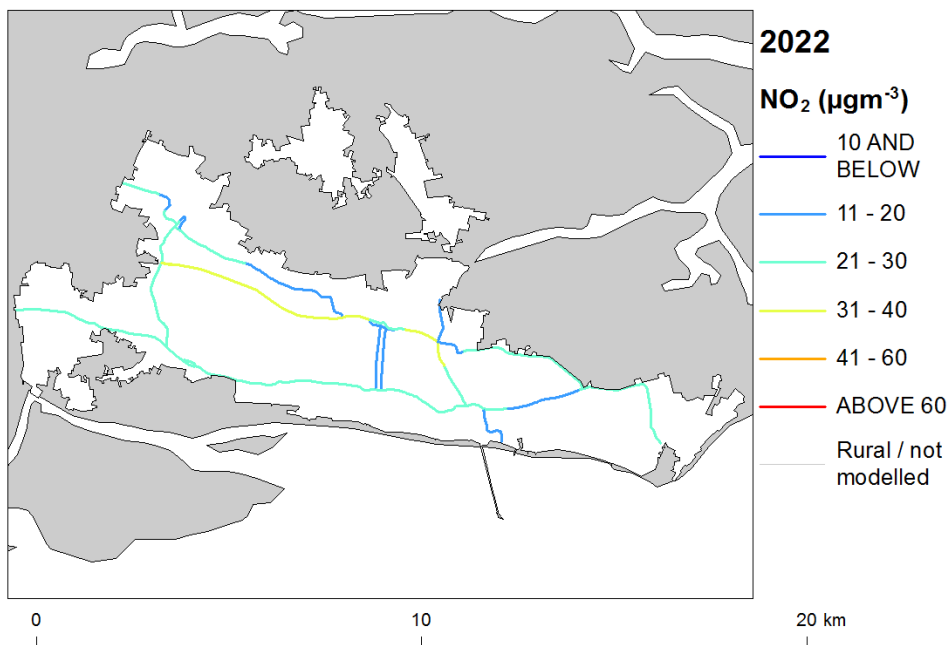 2022
NO₂ (µgm⁻³)
10 AND
BELOW
11 - 20
21 - 30
31 - 40
41 - 60
ABOVE 60
Rural / not
modelled
0 10 20 km